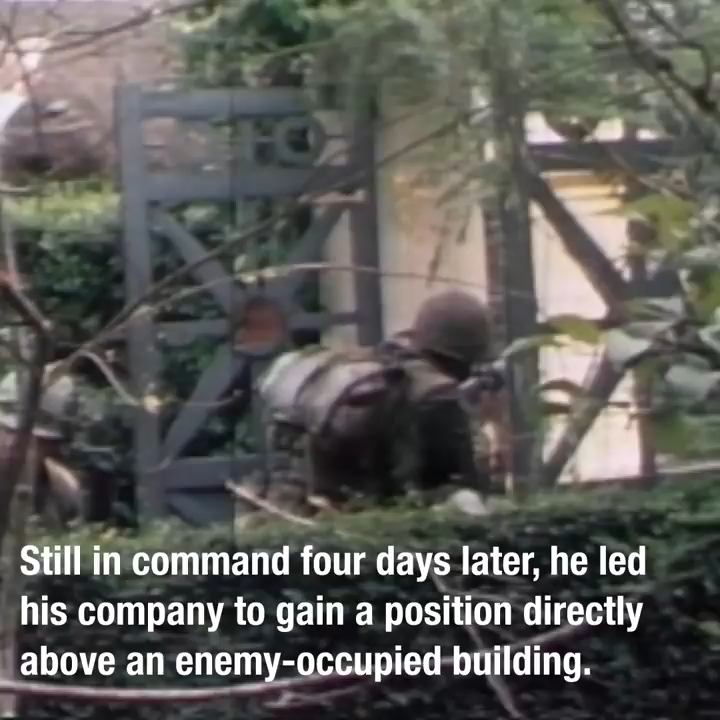 Still in command four days later, he led
his company to gain a position directly
above an enemy-occupied building.